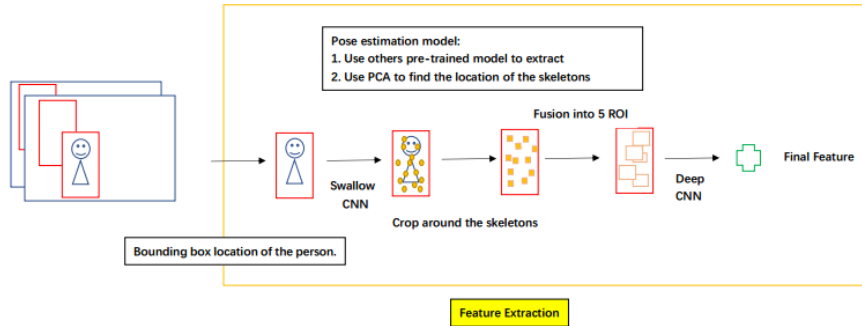 Pose estimation model:
1. Use others pre-trained model to extract
2. Use PCA to find the location of the skeletons
Fusion into 5 ROI
Swallow
CNN
Crop around the skeletons
Deep
CNN
Final Feature
Bounding box location of the person.
Feature Extraction